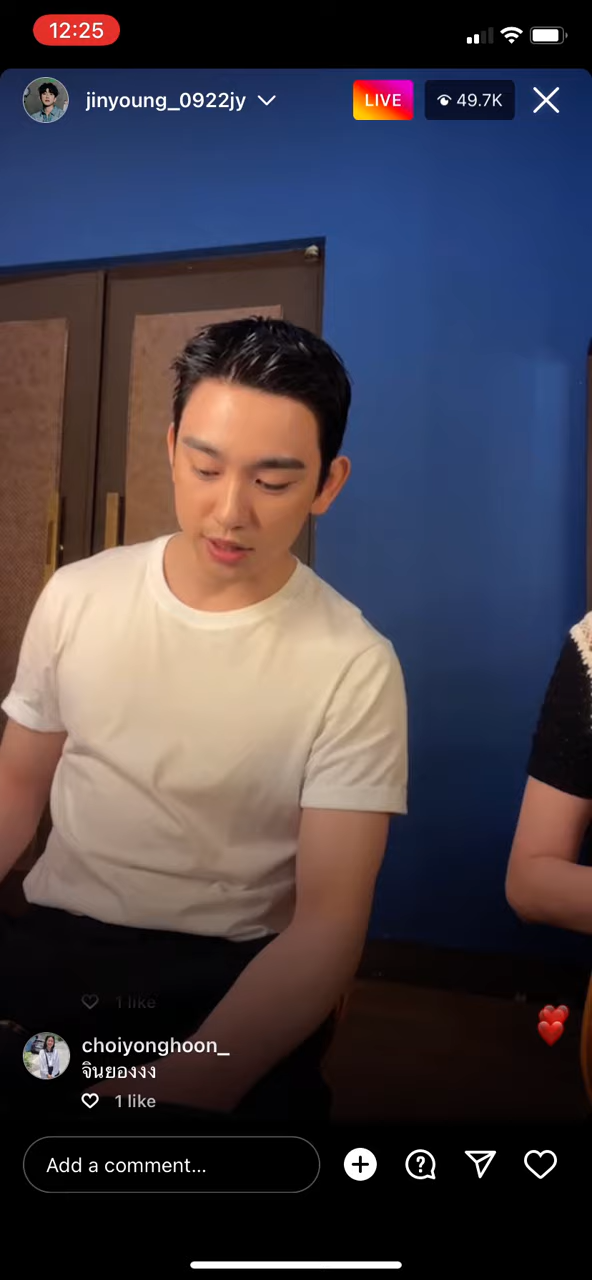 12:25
jinyoung_0922jy
LIVE
49.7K
1 like
choiyonghoon_
จินยองงง
1 like
Add a comment...